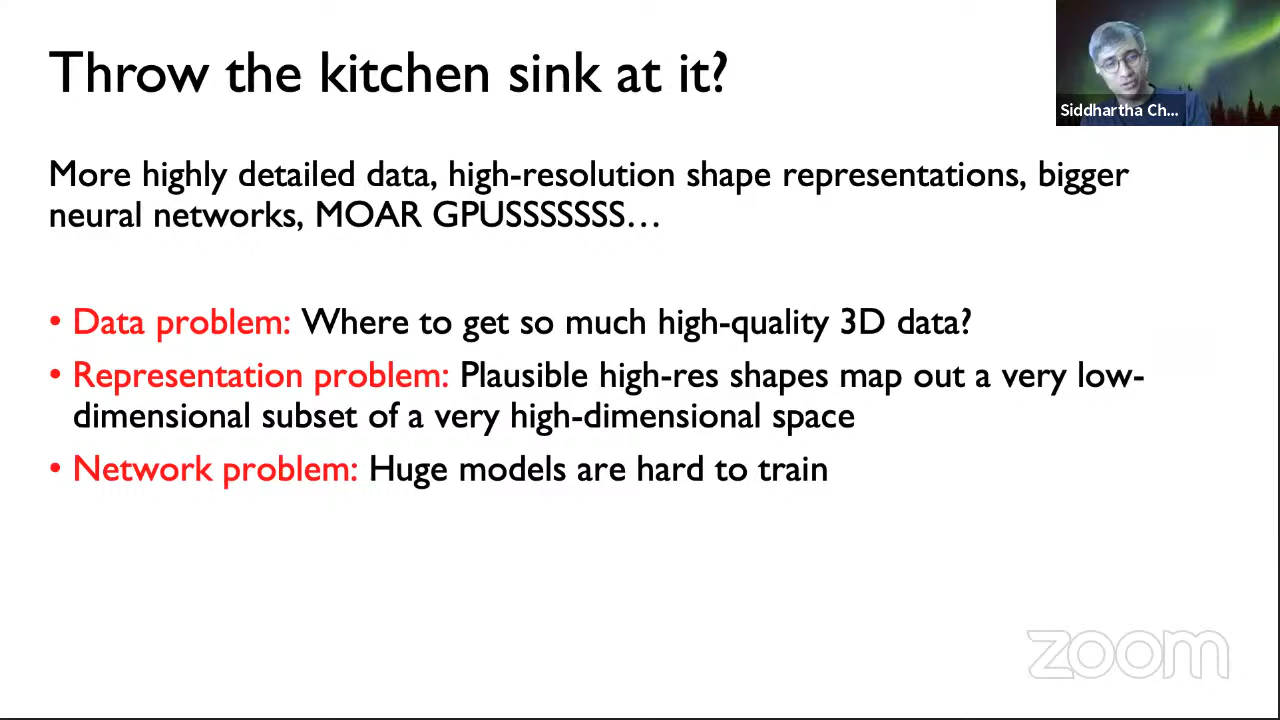 Throw the kitchen sink at it?
Siddhartha Ch...
More highly detailed data, high-resolution shape representations, bigger
neural networks, MOAR GPUSSSSSSS…
• Data problem: Where to get so much high-quality 3D data?
• Representation problem: Plausible high-res shapes map out a very low-
dimensional subset of a very high-dimensional space
• Network problem: Huge models are hard to train
zoom